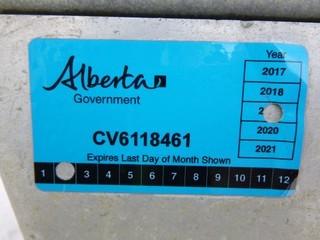 Alberta
Government
Year
2017
2018
2020
2021
CV6118461
Expires Last Day of Month Shown
1 3 4 5 6 7 8 9 10 11 12